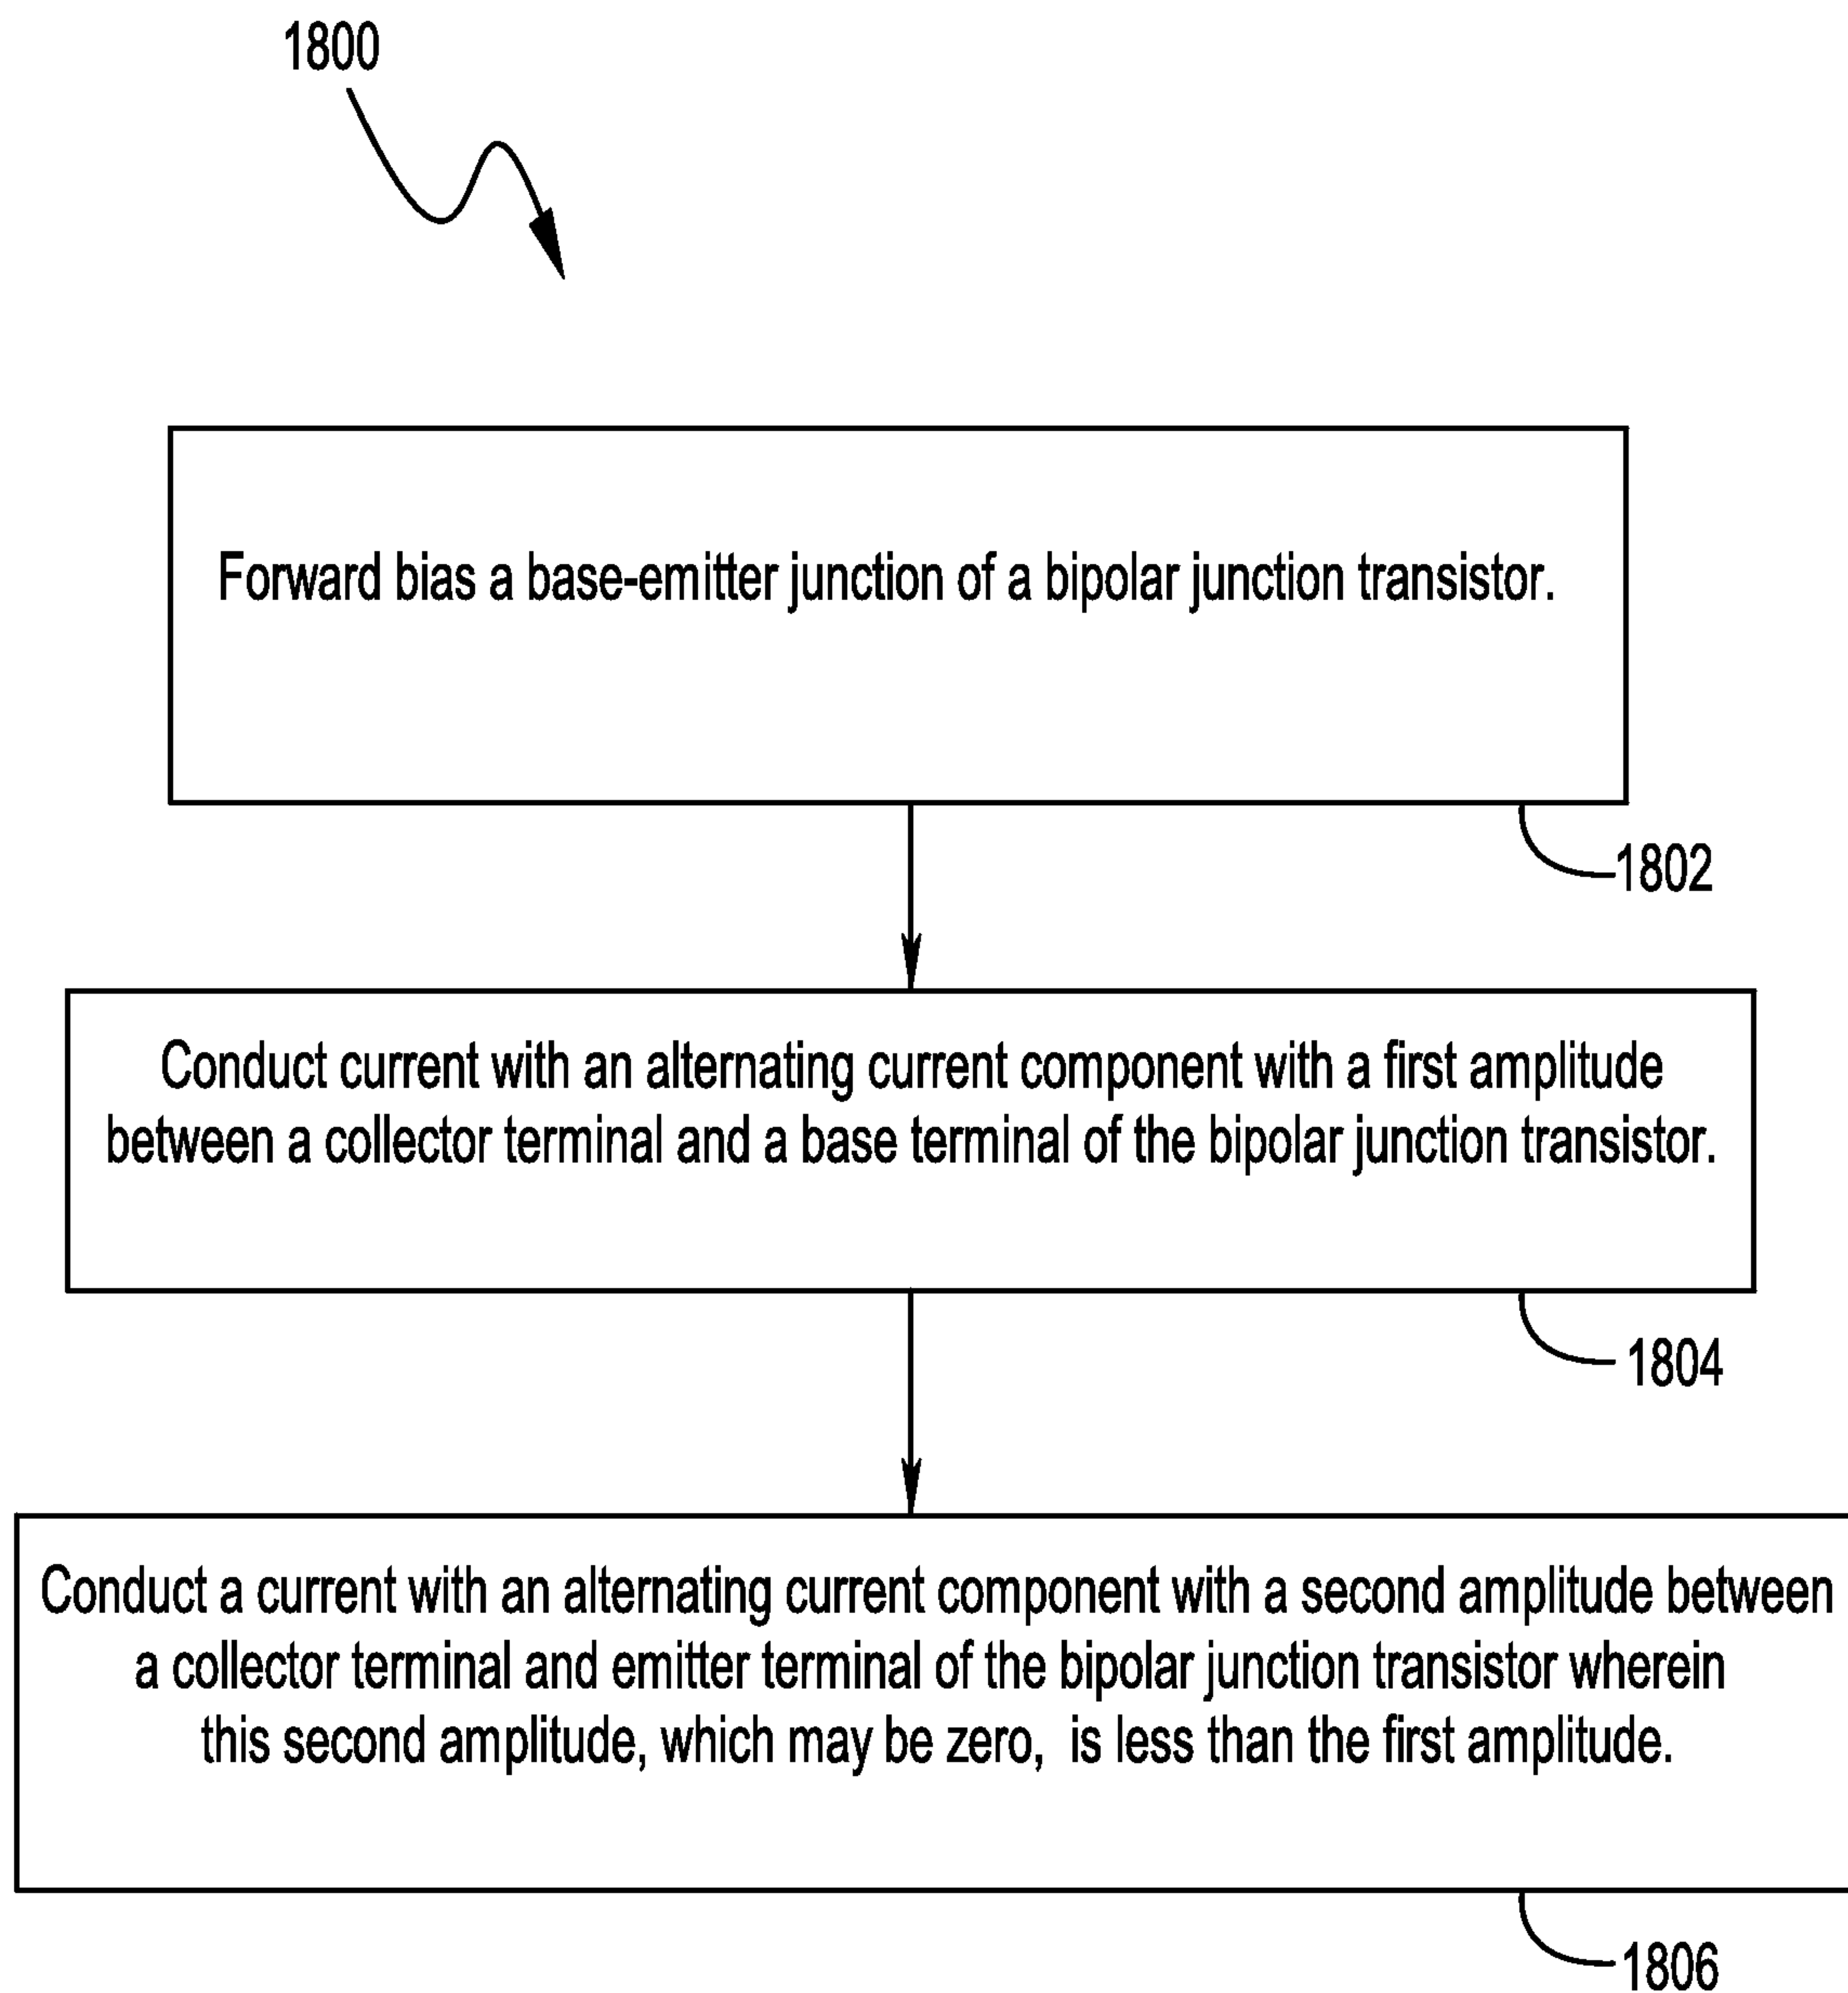 1800
Forward bias a base-emitter junction of a bipolar junction transistor.
1802
Conduct current with an alternating current component with a first amplitude
between a collector terminal and a base terminal of the bipolar junction transistor.
1804
Conduct a current with an alternating current component with a second amplitude between
a collector terminal and emitter terminal of the bipolar junction transistor wherein
this second amplitude, which may be zero,  is less than the first amplitude.
1806